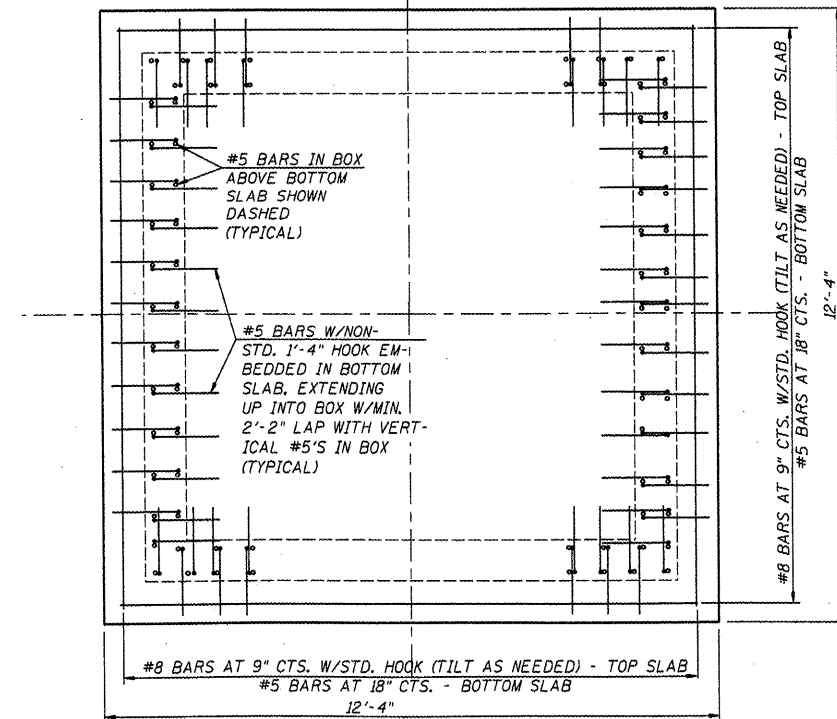 #5 BARS IN BOX
ABOVE BOTTOM
SLAB SHOWN
DASHED
(TYPICAL)
#5 BARS W/NON-
STD. 1'-4" HOOK EM-
BEDDED IN BOTTOM
SLAB, EXTENDING
UP INTO BOX W/MIN.
2'-2" LAP WITH VERT-
ICAL #5'S IN BOX
(TYPICAL)
#8 BARS AT 9" CTS. W/STD. HOOK (TILT AS NEEDED) - TOP SLAB
#5 BARS AT 18" CTS. - BOTTOM SLAB
12'-4"
#8 BARS AT 9" CTS. W/STD. HOOK (TILT AS NEEDED) - TOP SLAB
#5 BARS AT 18" CTS. - BOTTOM SLAB
12'-4"